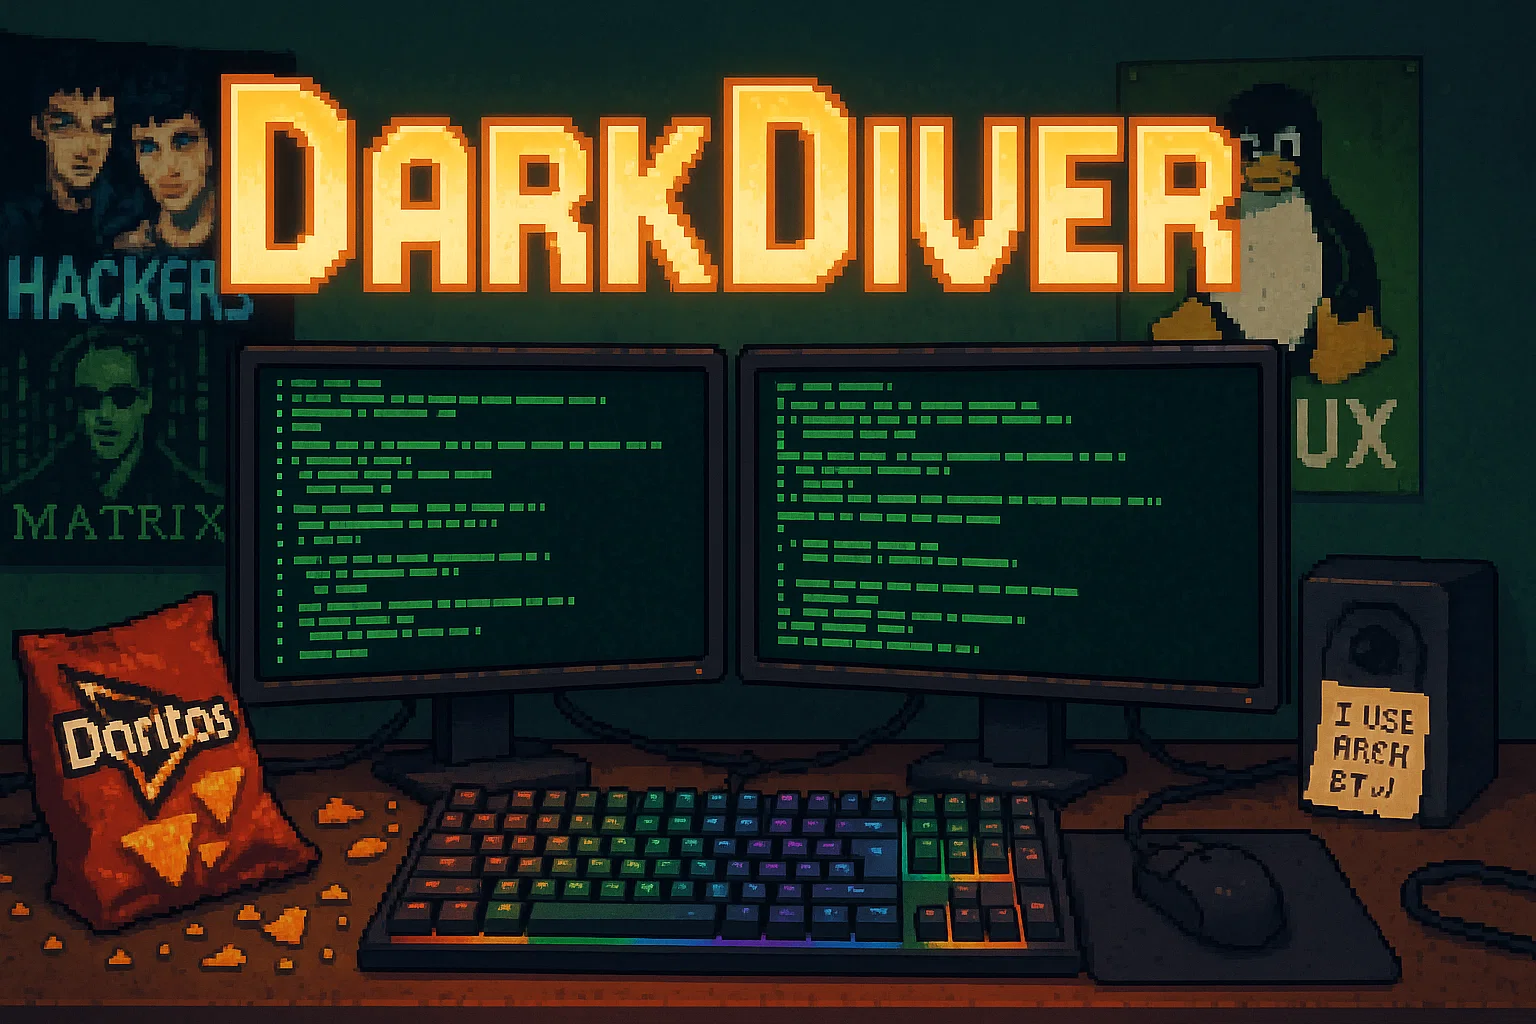 DARKDIVER
HACKERS
MATRIX
UX
Doritos
I USE
ARCH
BTW